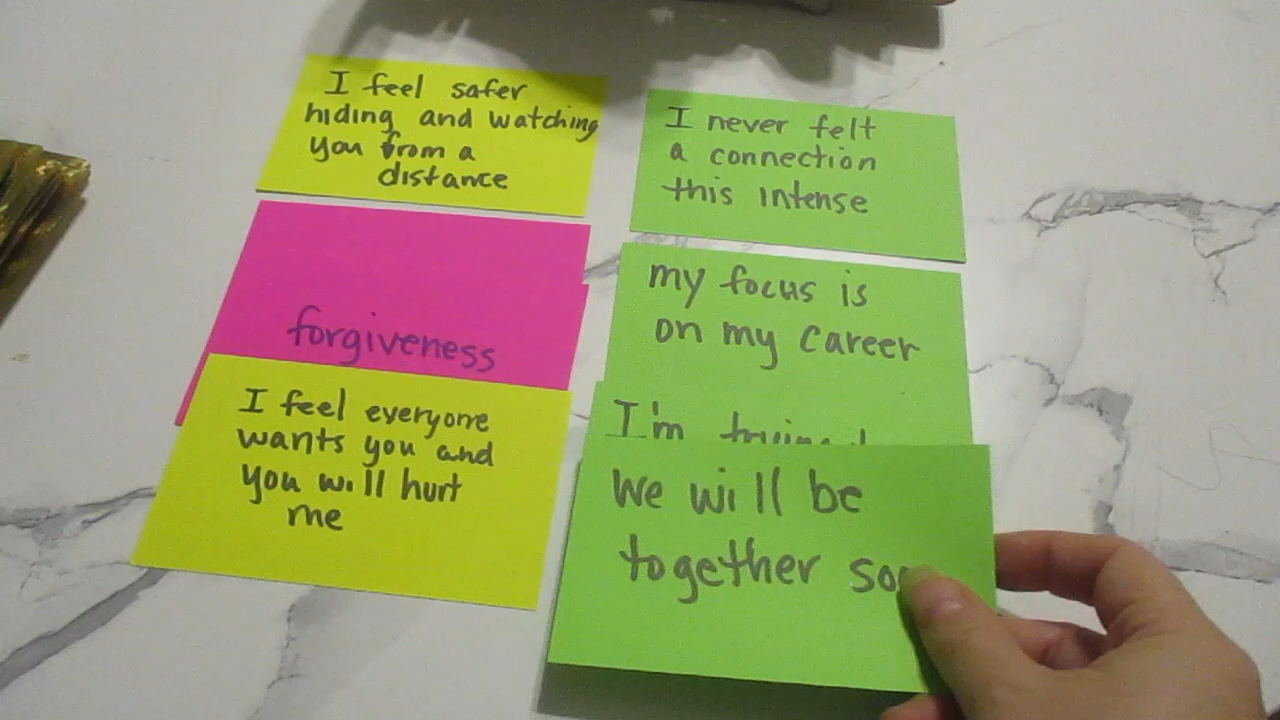 I feel safer
hiding and watching
you from a
distance
forgiveness
I feel everyone
wants you and
you will hurt
me
I never felt
a connection
this intense
my focus is
on my career
I'm
We will be
together